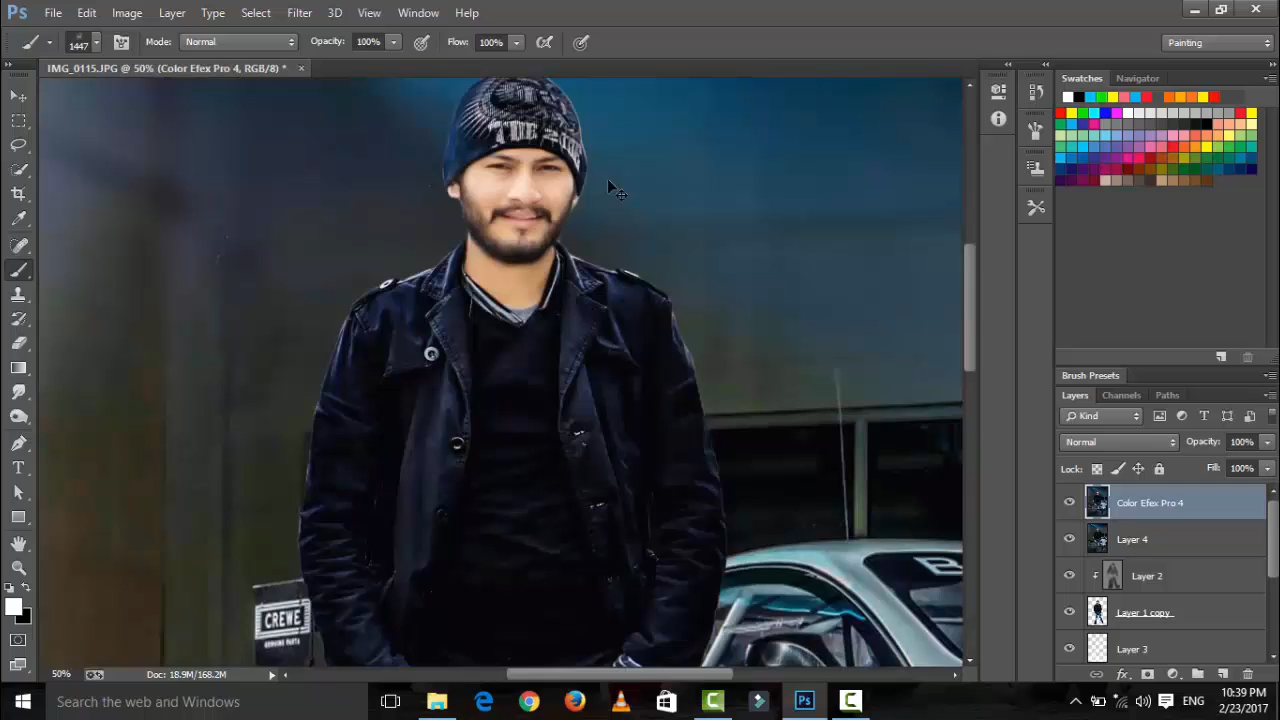 Ps File Edit Image Layer Type Select Filter 3D View Window Help
1447 Mode: Normal Opacity: 100% Flow: 100% Painting
IMG_0115.JPG @ 50% (Color Efex Pro 4, RGB/8) *
Swatches Navigator
CREWE
Brush Presets
Layers Channels Paths
Kind
Normal Opacity: 100%
Lock: Fill: 100%
Color Efex Pro 4
Layer 4
Layer 2
Layer 1 copy
Layer 3
50% Doc: 18.9M/168.2M
Search the web and Windows
ENG
10:39 PM
2/23/2017